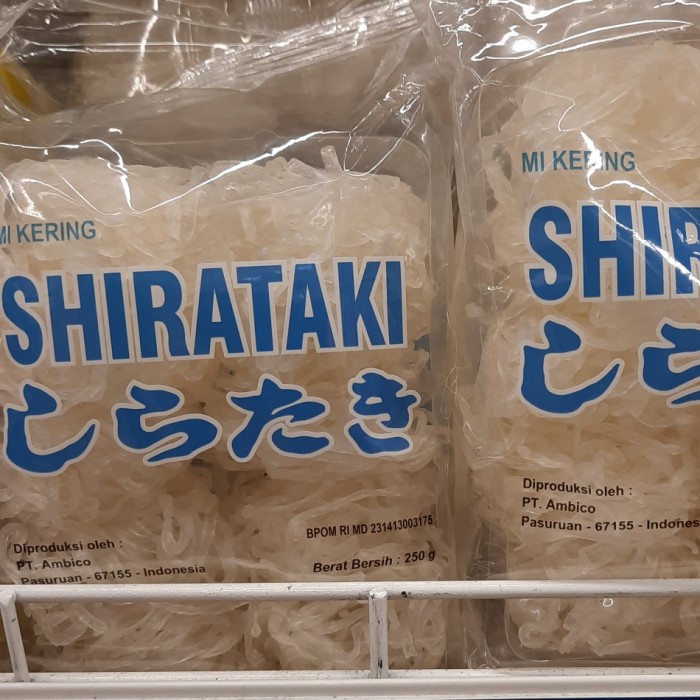 MI KERING
SHIRATAKI
しらたき
BPOM RI MD 231413003175
Diproduksi oleh :
PT. Ambico
Pasuruan - 67155 - Indonesia
Berat Bersih : 250 g
MI KERING
SHIR
しら
Diproduksi oleh :
PT. Ambico
Pasuruan - 67155 - Indones